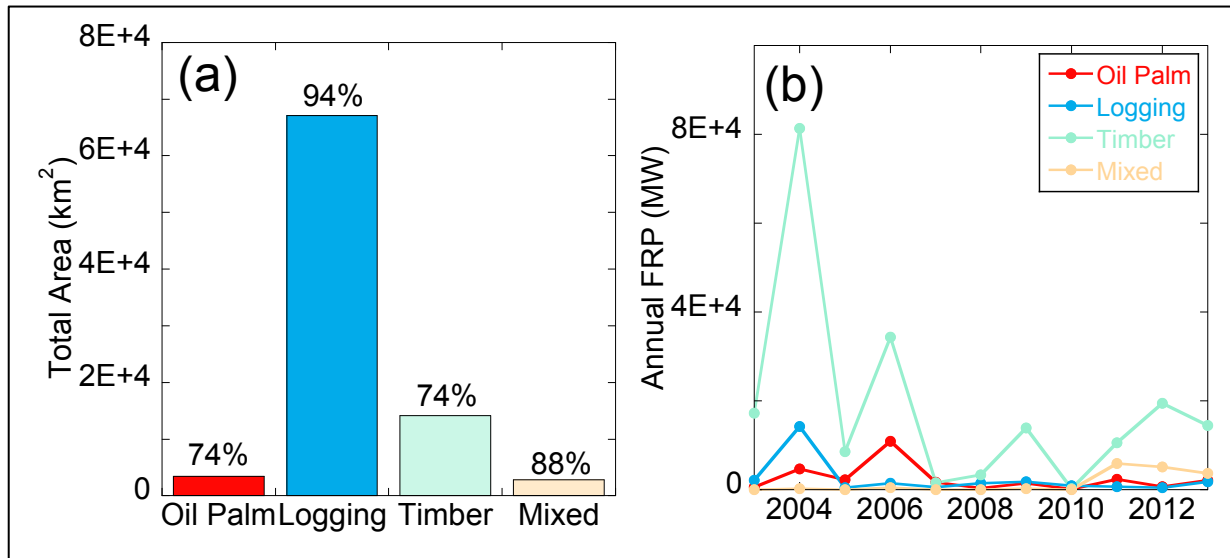 (a)
Total Area (km²)
8E+4
6E+4
4E+4
2E+4
0
74%
94%
74%
88%
Oil Palm Logging Timber Mixed
(b)
Annual FRP (MW)
8E+4
4E+4
0
Oil Palm
Logging
Timber
Mixed
2004 2006 2008 2010 2012